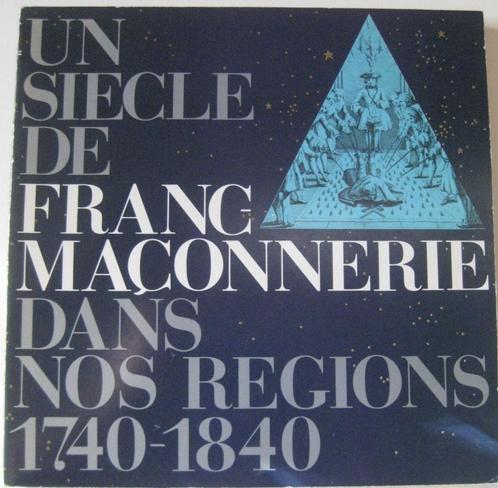 UN
SIECLE
DE
FRANC-
MAÇONNERIE
DANS
NOS REGIONS
1740-1840